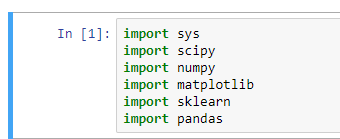 In [1]: import sys
import scipy
import numpy
import matplotlib
import sklearn
import pandas